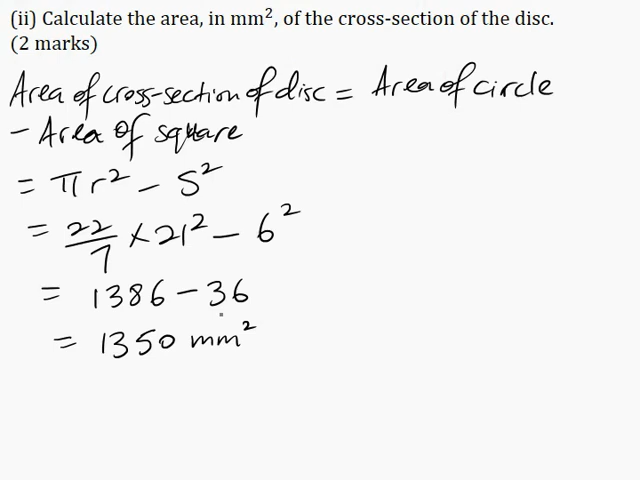 (ii) Calculate the area, in mm², of the cross-section of the disc.
(2 marks)
Area of cross-section of disc = Area of circle
- Area of square
= πr² - S²
= 22/7 × 21² - 6²
= 1386 - 36
= 1350 mm²